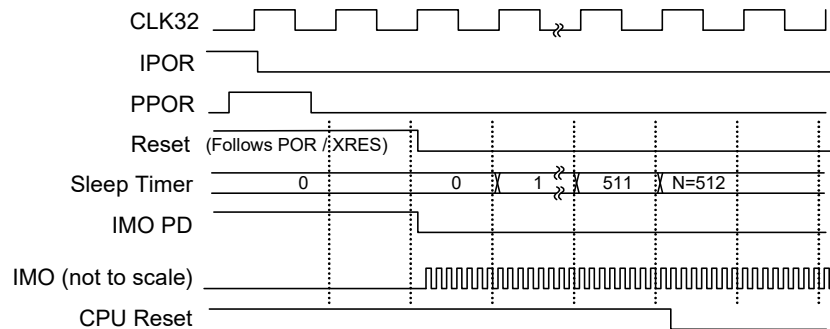 CLK32
IPOR
PPOR
Reset (Follows POR / XRES)
Sleep Timer 0 0 1 511 N=512
IMO PD
IMO (not to scale)
CPU Reset